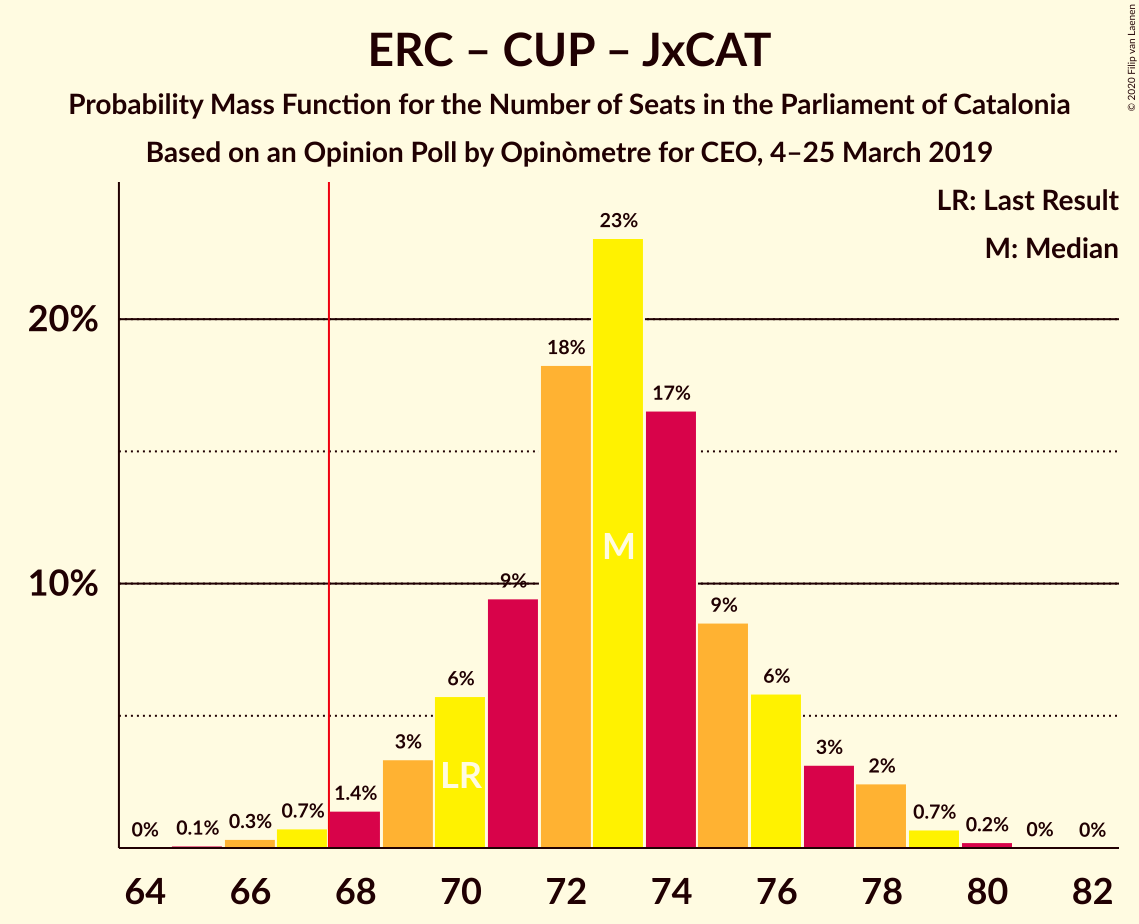 ERC – CUP – JxCAT
Probability Mass Function for the Number of Seats in the Parliament of Catalonia
Based on an Opinion Poll by Opinòmetre for CEO, 4–25 March 2019
© 2020 Filip van Laenen
LR: Last Result
M: Median
20%
10%
0%
0.1%
0.3%
0.7%
1.4%
3%
6%
9%
18%
23%
17%
9%
6%
3%
2%
0.7%
0.2%
0%
0%
M
LR
64 66 68 70 72 74 76 78 80 82